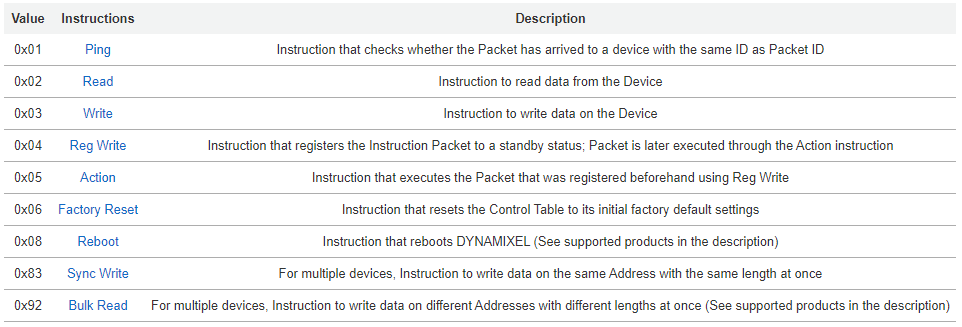 Value Instructions Description
0x01 Ping Instruction that checks whether the Packet has arrived to a device with the same ID as Packet ID
0x02 Read Instruction to read data from the Device
0x03 Write Instruction to write data on the Device
0x04 Reg Write Instruction that registers the Instruction Packet to a standby status; Packet is later executed through the Action instruction
0x05 Action Instruction that executes the Packet that was registered beforehand using Reg Write
0x06 Factory Reset Instruction that resets the Control Table to its initial factory default settings
0x08 Reboot Instruction that reboots DYNAMIXEL (See supported products in the description)
0x83 Sync Write For multiple devices, Instruction to write data on the same Address with the same length at once
0x92 Bulk Read For multiple devices, Instruction to write data on different Addresses with different lengths at once (See supported products in the description)